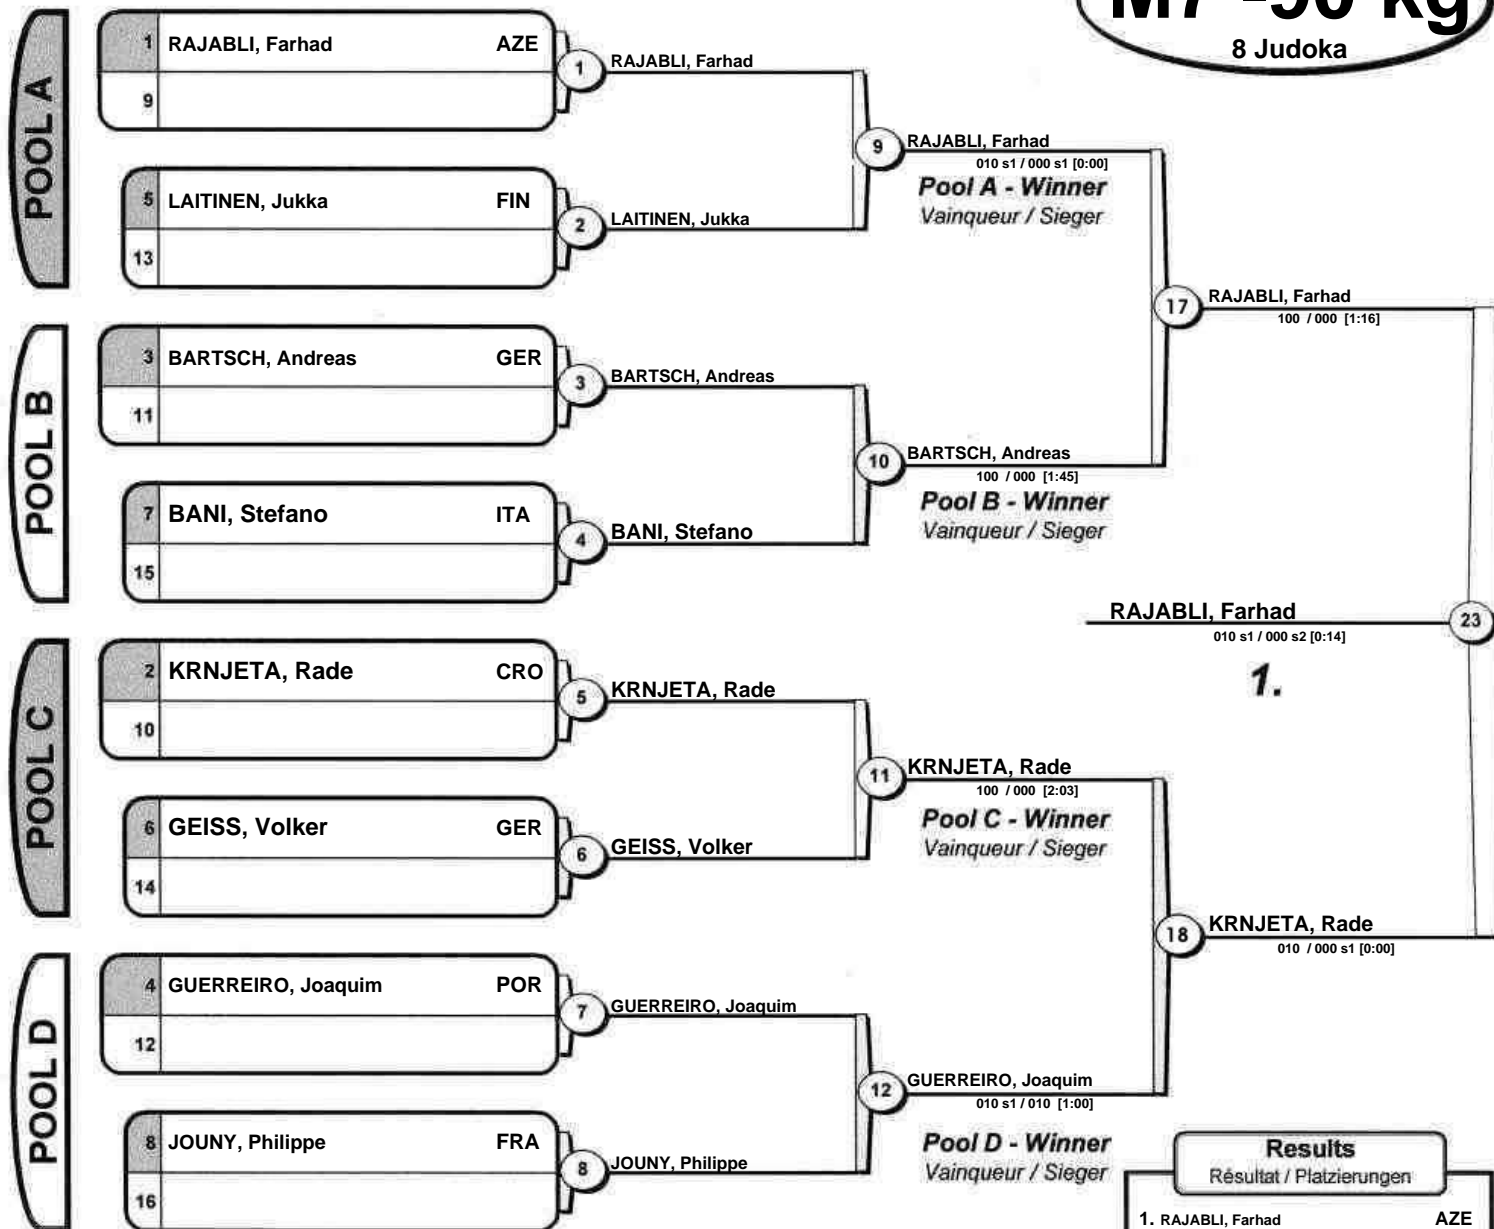 M7 -90 kg
8 Judoka
POOL A
1 RAJABLI, Farhad AZE
9
1 RAJABLI, Farhad
5 LAITINEN, Jukka FIN
13
2 LAITINEN, Jukka
9 RAJABLI, Farhad
010 s1 / 000 s1 [0:00]
Pool A - Winner
Vainqueur / Sieger
POOL B
3 BARTSCH, Andreas GER
11
3 BARTSCH, Andreas
7 BANI, Stefano ITA
15
4 BANI, Stefano
10 BARTSCH, Andreas
100 / 000 [1:45]
Pool B - Winner
Vainqueur / Sieger
17 RAJABLI, Farhad
100 / 000 [1:16]
RAJABLI, Farhad 23
010 s1 / 000 s2 [0:14]
1.
POOL C
2 KRNJETA, Rade CRO
10
5 KRNJETA, Rade
6 GEISS, Volker GER
14
6 GEISS, Volker
11 KRNJETA, Rade
100 / 000 [2:03]
Pool C - Winner
Vainqueur / Sieger
18 KRNJETA, Rade
010 / 000 s1 [0:00]
POOL D
4 GUERREIRO, Joaquim POR
12
7 GUERREIRO, Joaquim
8 JOUNY, Philippe FRA
16
8 JOUNY, Philippe
12 GUERREIRO, Joaquim
010 s1 / 010 [1:00]
Pool D - Winner
Vainqueur / Sieger
Results
Résultat / Platzierungen
1. RAJABLI, Farhad AZE